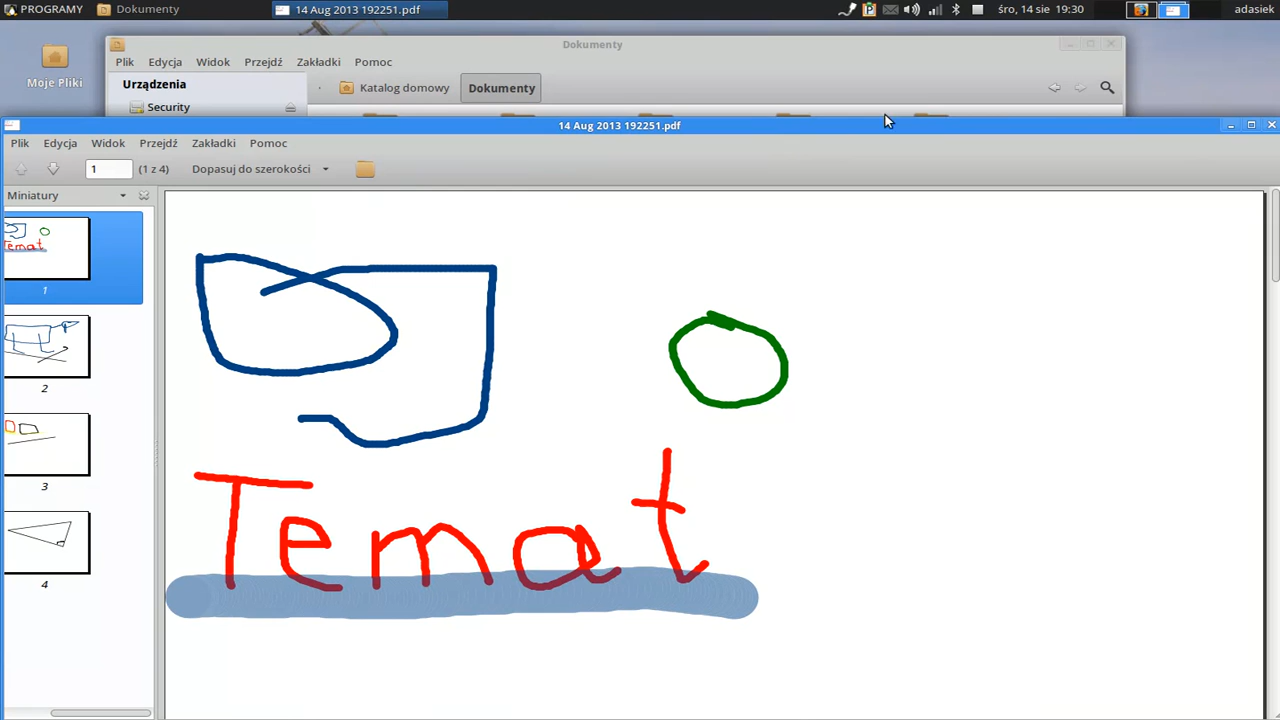 PROGRAMY Dokumenty 14 Aug 2013 192251.pdf śro, 14 sie 19:30 adasiek
Moje Pliki
Dokumenty
Plik Edycja Widok Przejdź Zakładki Pomoc
Urządzenia
Katalog domowy Dokumenty
Security
14 Aug 2013 192251.pdf
Plik Edycja Widok Przejdź Zakładki Pomoc
1 (1 z 4) Dopasuj do szerokości
Miniatury
Temat
1
2
3
4
Temat